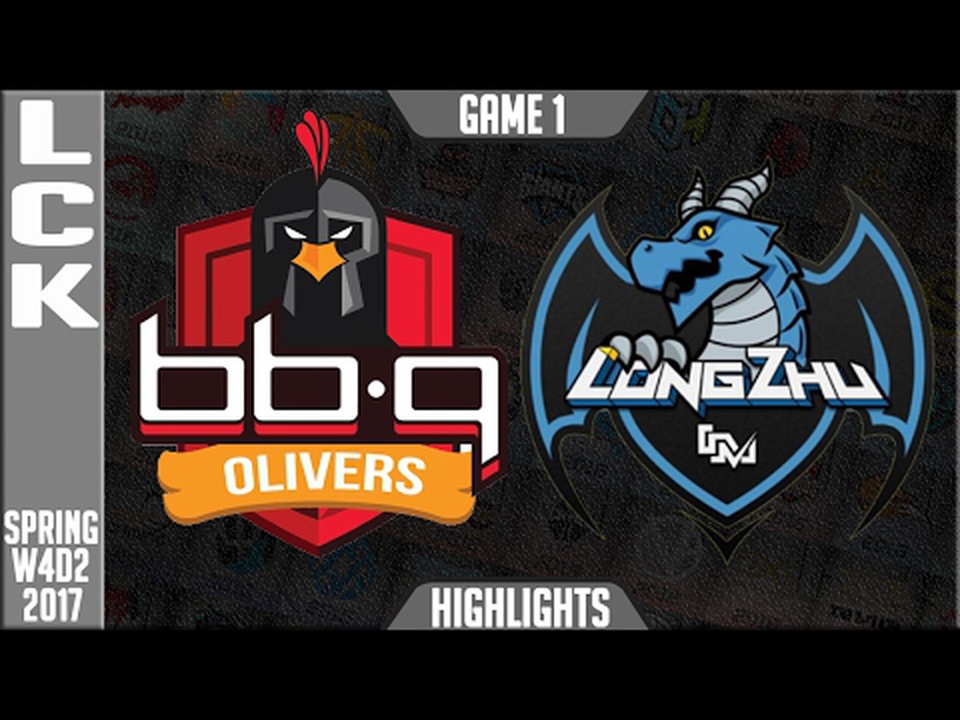 LCK
SPRING
W4D2
2017
GAME 1
bb.q
OLIVERS
LONGZHU
HIGHLIGHTS